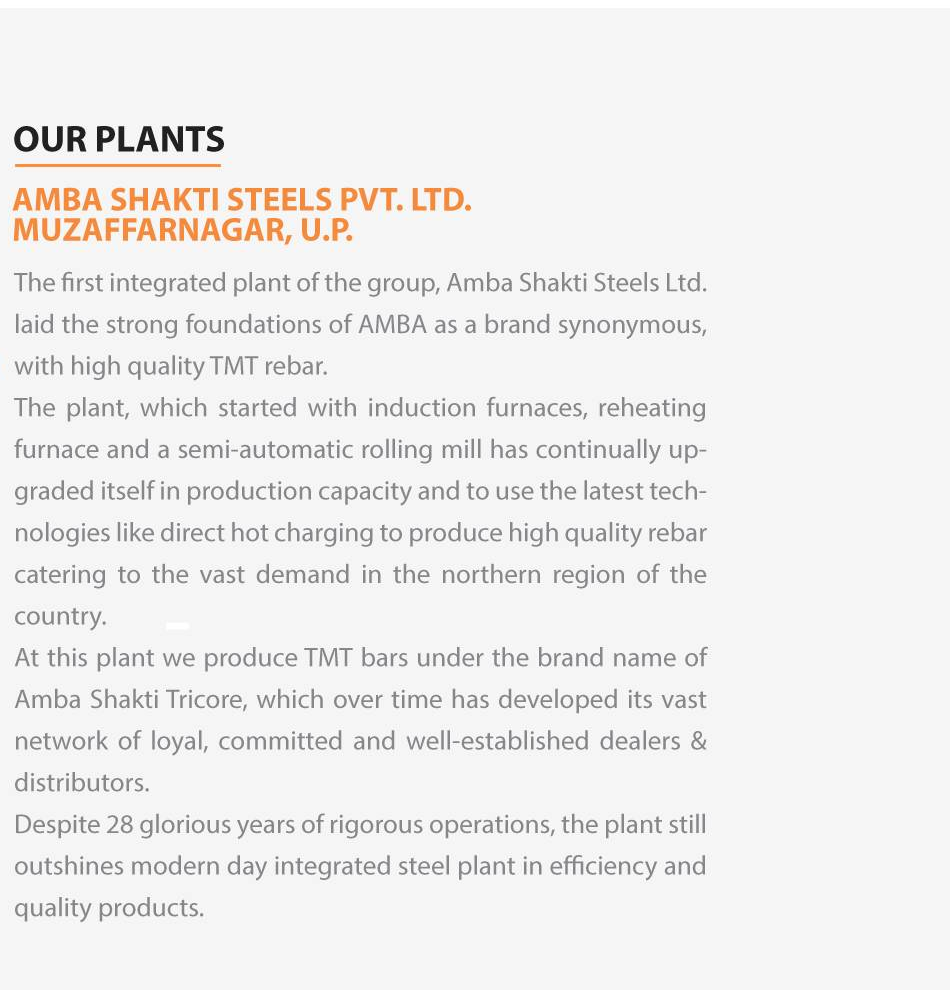 OUR PLANTS
AMBA SHAKTI STEELS PVT. LTD.
MUZAFFARNAGAR, U.P.
The first integrated plant of the group, Amba Shakti Steels Ltd.
laid the strong foundations of AMBA as a brand synonymous,
with high quality TMT rebar.
The plant, which started with induction furnaces, reheating
furnace and a semi-automatic rolling mill has continually up-
graded itself in production capacity and to use the latest tech-
nologies like direct hot charging to produce high quality rebar
catering to the vast demand in the northern region of the
country.
At this plant we produce TMT bars under the brand name of
Amba Shakti Tricore, which over time has developed its vast
network of loyal, committed and well-established dealers &
distributors.
Despite 28 glorious years of rigorous operations, the plant still
outshines modern day integrated steel plant in efficiency and
quality products.